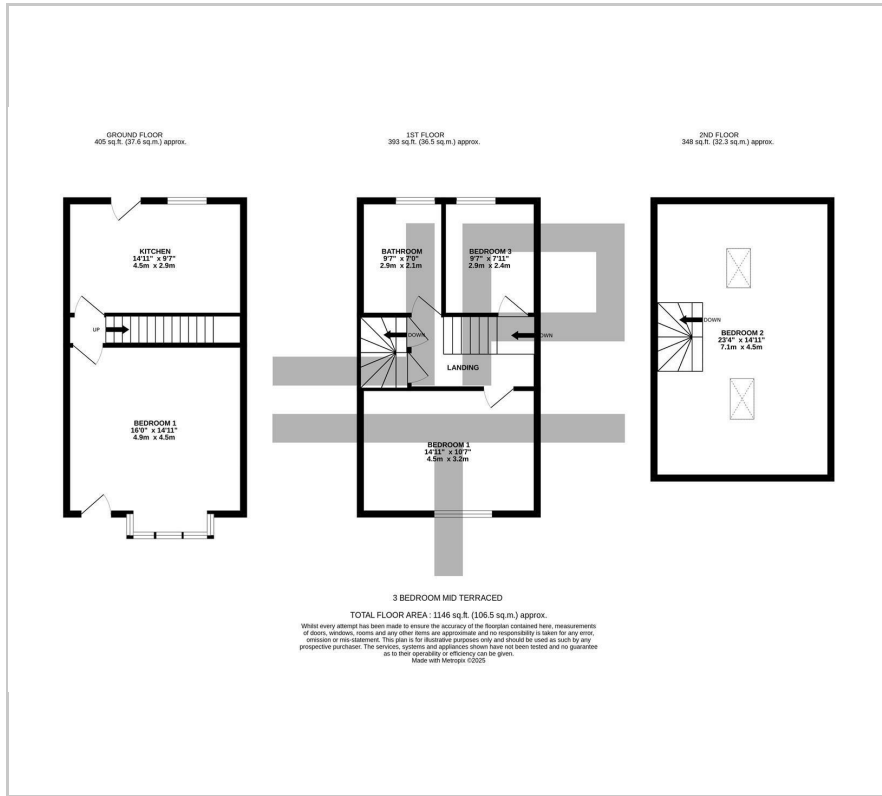 GROUND FLOOR
405 sq.ft. (37.6 sq.m.) approx.
KITCHEN
14'11" x 9'7"
4.5m x 2.9m
UP
BEDROOM 1
16'0" x 14'11"
4.9m x 4.5m
1ST FLOOR
393 sq.ft. (36.5 sq.m.) approx.
BATHROOM
9'7" x 7'0"
2.9m x 2.1m
BEDROOM 3
9'7" x 7'11"
2.9m x 2.4m
DOWN
DOWN
LANDING
BEDROOM 1
14'11" x 10'7"
4.5m x 3.2m
2ND FLOOR
348 sq.ft. (32.3 sq.m.) approx.
DOWN
BEDROOM 2
23'4" x 14'11"
7.1m x 4.5m
3 BEDROOM MID TERRACED
TOTAL FLOOR AREA : 1146 sq.ft. (106.5 sq.m.) approx.
Whilst every attempt has been made to ensure the accuracy of the floorplan contained here, measurements
of doors, windows, rooms and any other items are approximate and no responsibility is taken for any error,
omission or mis-statement. This plan is for illustrative purposes only and should be used as such by any
prospective purchaser. The services, systems and appliances shown have not been tested and no guarantee
as to their operability or efficiency can be given.
Made with Metropix ©2025